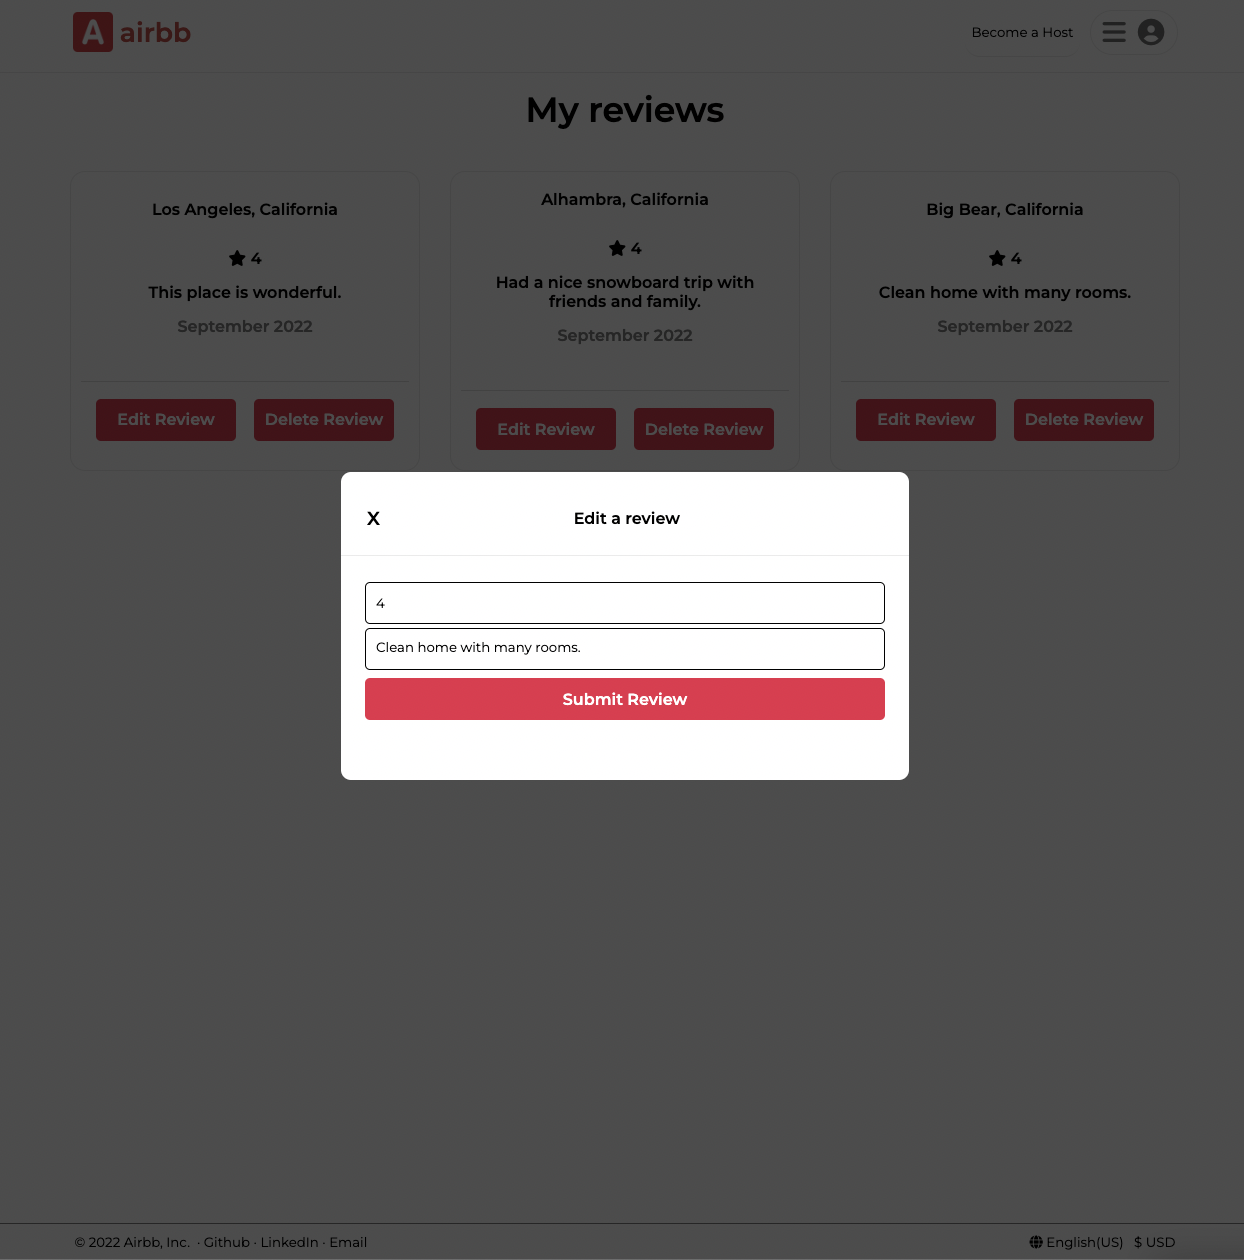 A airbb
Become a Host
My reviews
Los Angeles, California
4
This place is wonderful.
September 2022
Edit Review
Delete Review
Alhambra, California
4
Had a nice snowboard trip with
friends and family.
September 2022
Edit Review
Delete Review
Big Bear, California
4
Clean home with many rooms.
September 2022
Edit Review
Delete Review
X
Edit a review
4
Clean home with many rooms.
Submit Review
© 2022 Airbb, Inc. · Github · LinkedIn · Email
English(US) $ USD